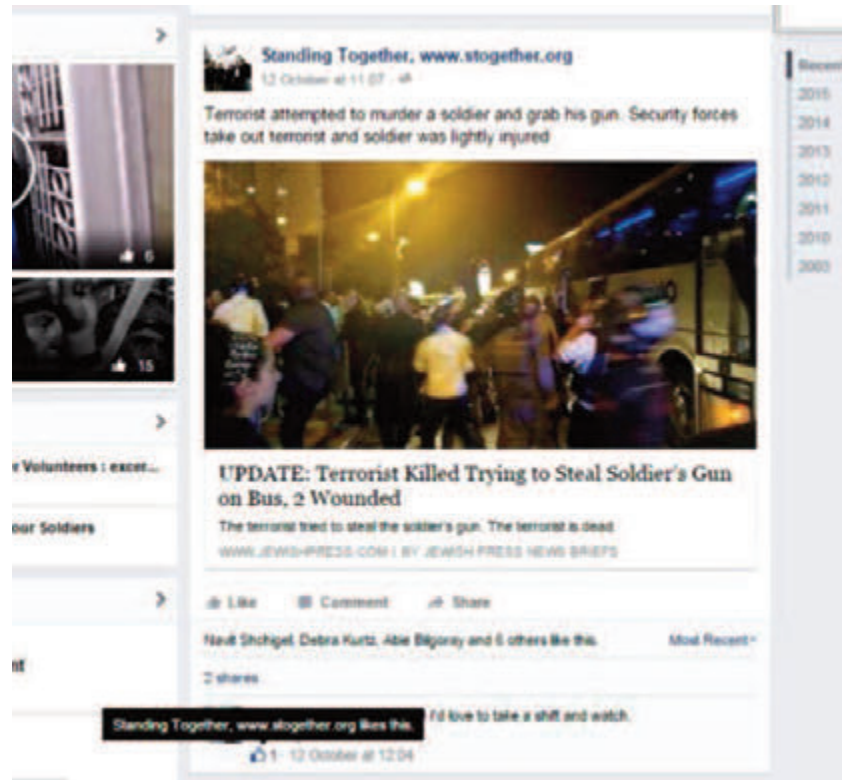 Standing Together, www.stogether.org
12 October at 11:07
Terrorist attempted to murder a soldier and grab his gun. Security forces
take out terrorist and soldier was lightly injured
6
15
r Volunteers : excer...
our Soldiers
nt
UPDATE: Terrorist Killed Trying to Steal Soldier's Gun
on Bus, 2 Wounded
The terrorist tried to steal the soldier's gun. The terrorist is dead.
WWW.JEWISHPRESS.COM | BY JEWISH PRESS NEWS BRIEFS
Like Comment Share
Navit Shchigel, Debra Kurtz, Abie Bilgoray and 6 others like this. Most Recent
2 shares
I'd love to take a shift and watch.
Standing Together, www.stogether.org likes this.
1 · 12 October at 12:04
Recent
2015
2014
2013
2012
2011
2010
2003